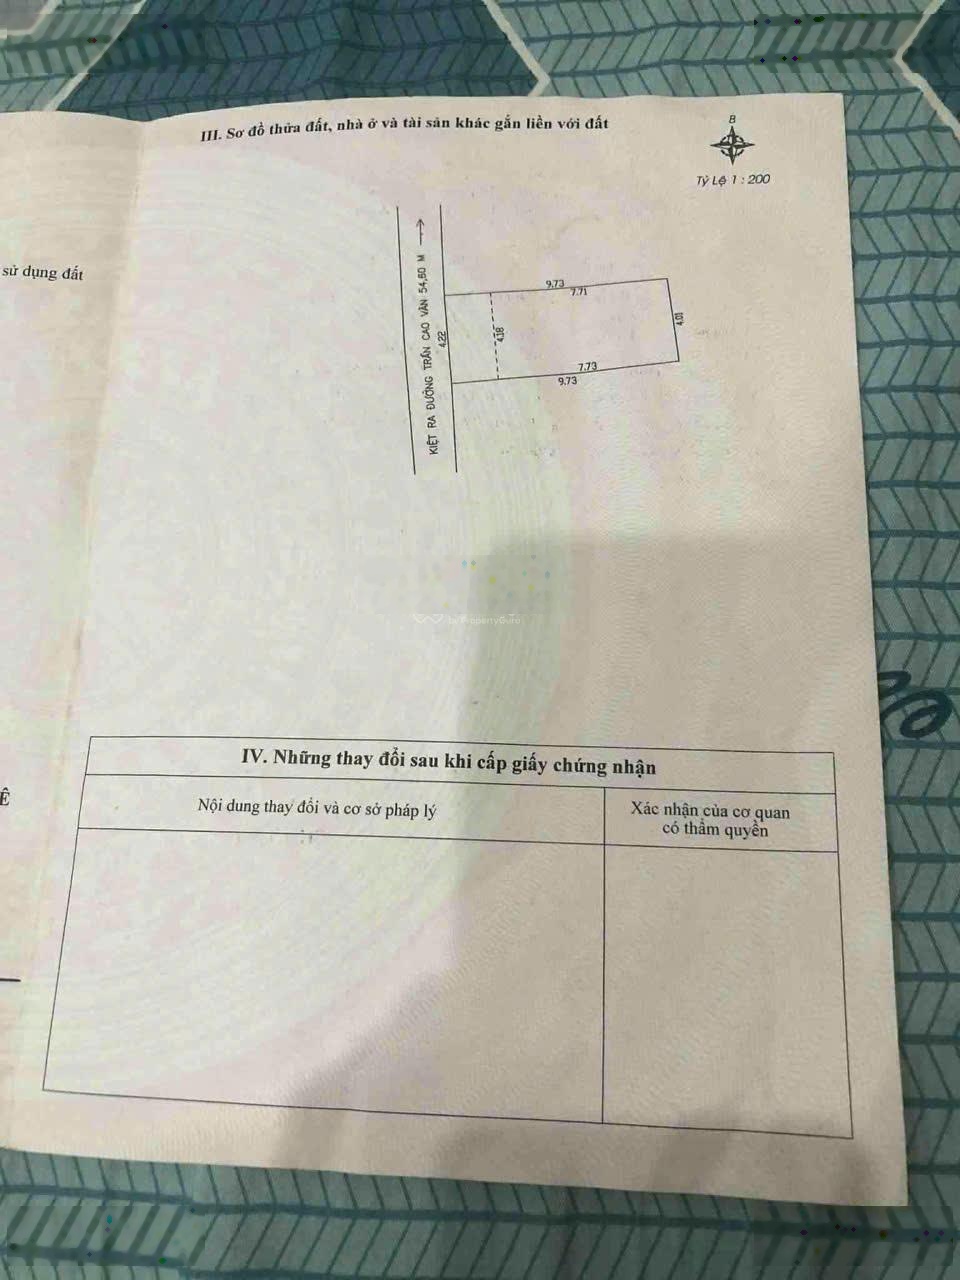 III. Sơ đồ thửa đất, nhà ở và tài sản khác gắn liền với đất
B
Tỷ Lệ 1 : 200
sử dụng đất
KIỆT RA ĐƯỜNG TRẦN CAO VÂN 54,60 M
9.73
7.71
4.22
4.18
4.01
7.73
9.73
by PropertyGuru
IV. Những thay đổi sau khi cấp giấy chứng nhận
Ê
Nội dung thay đổi và cơ sở pháp lý
Xác nhận của cơ quan
có thẩm quyền